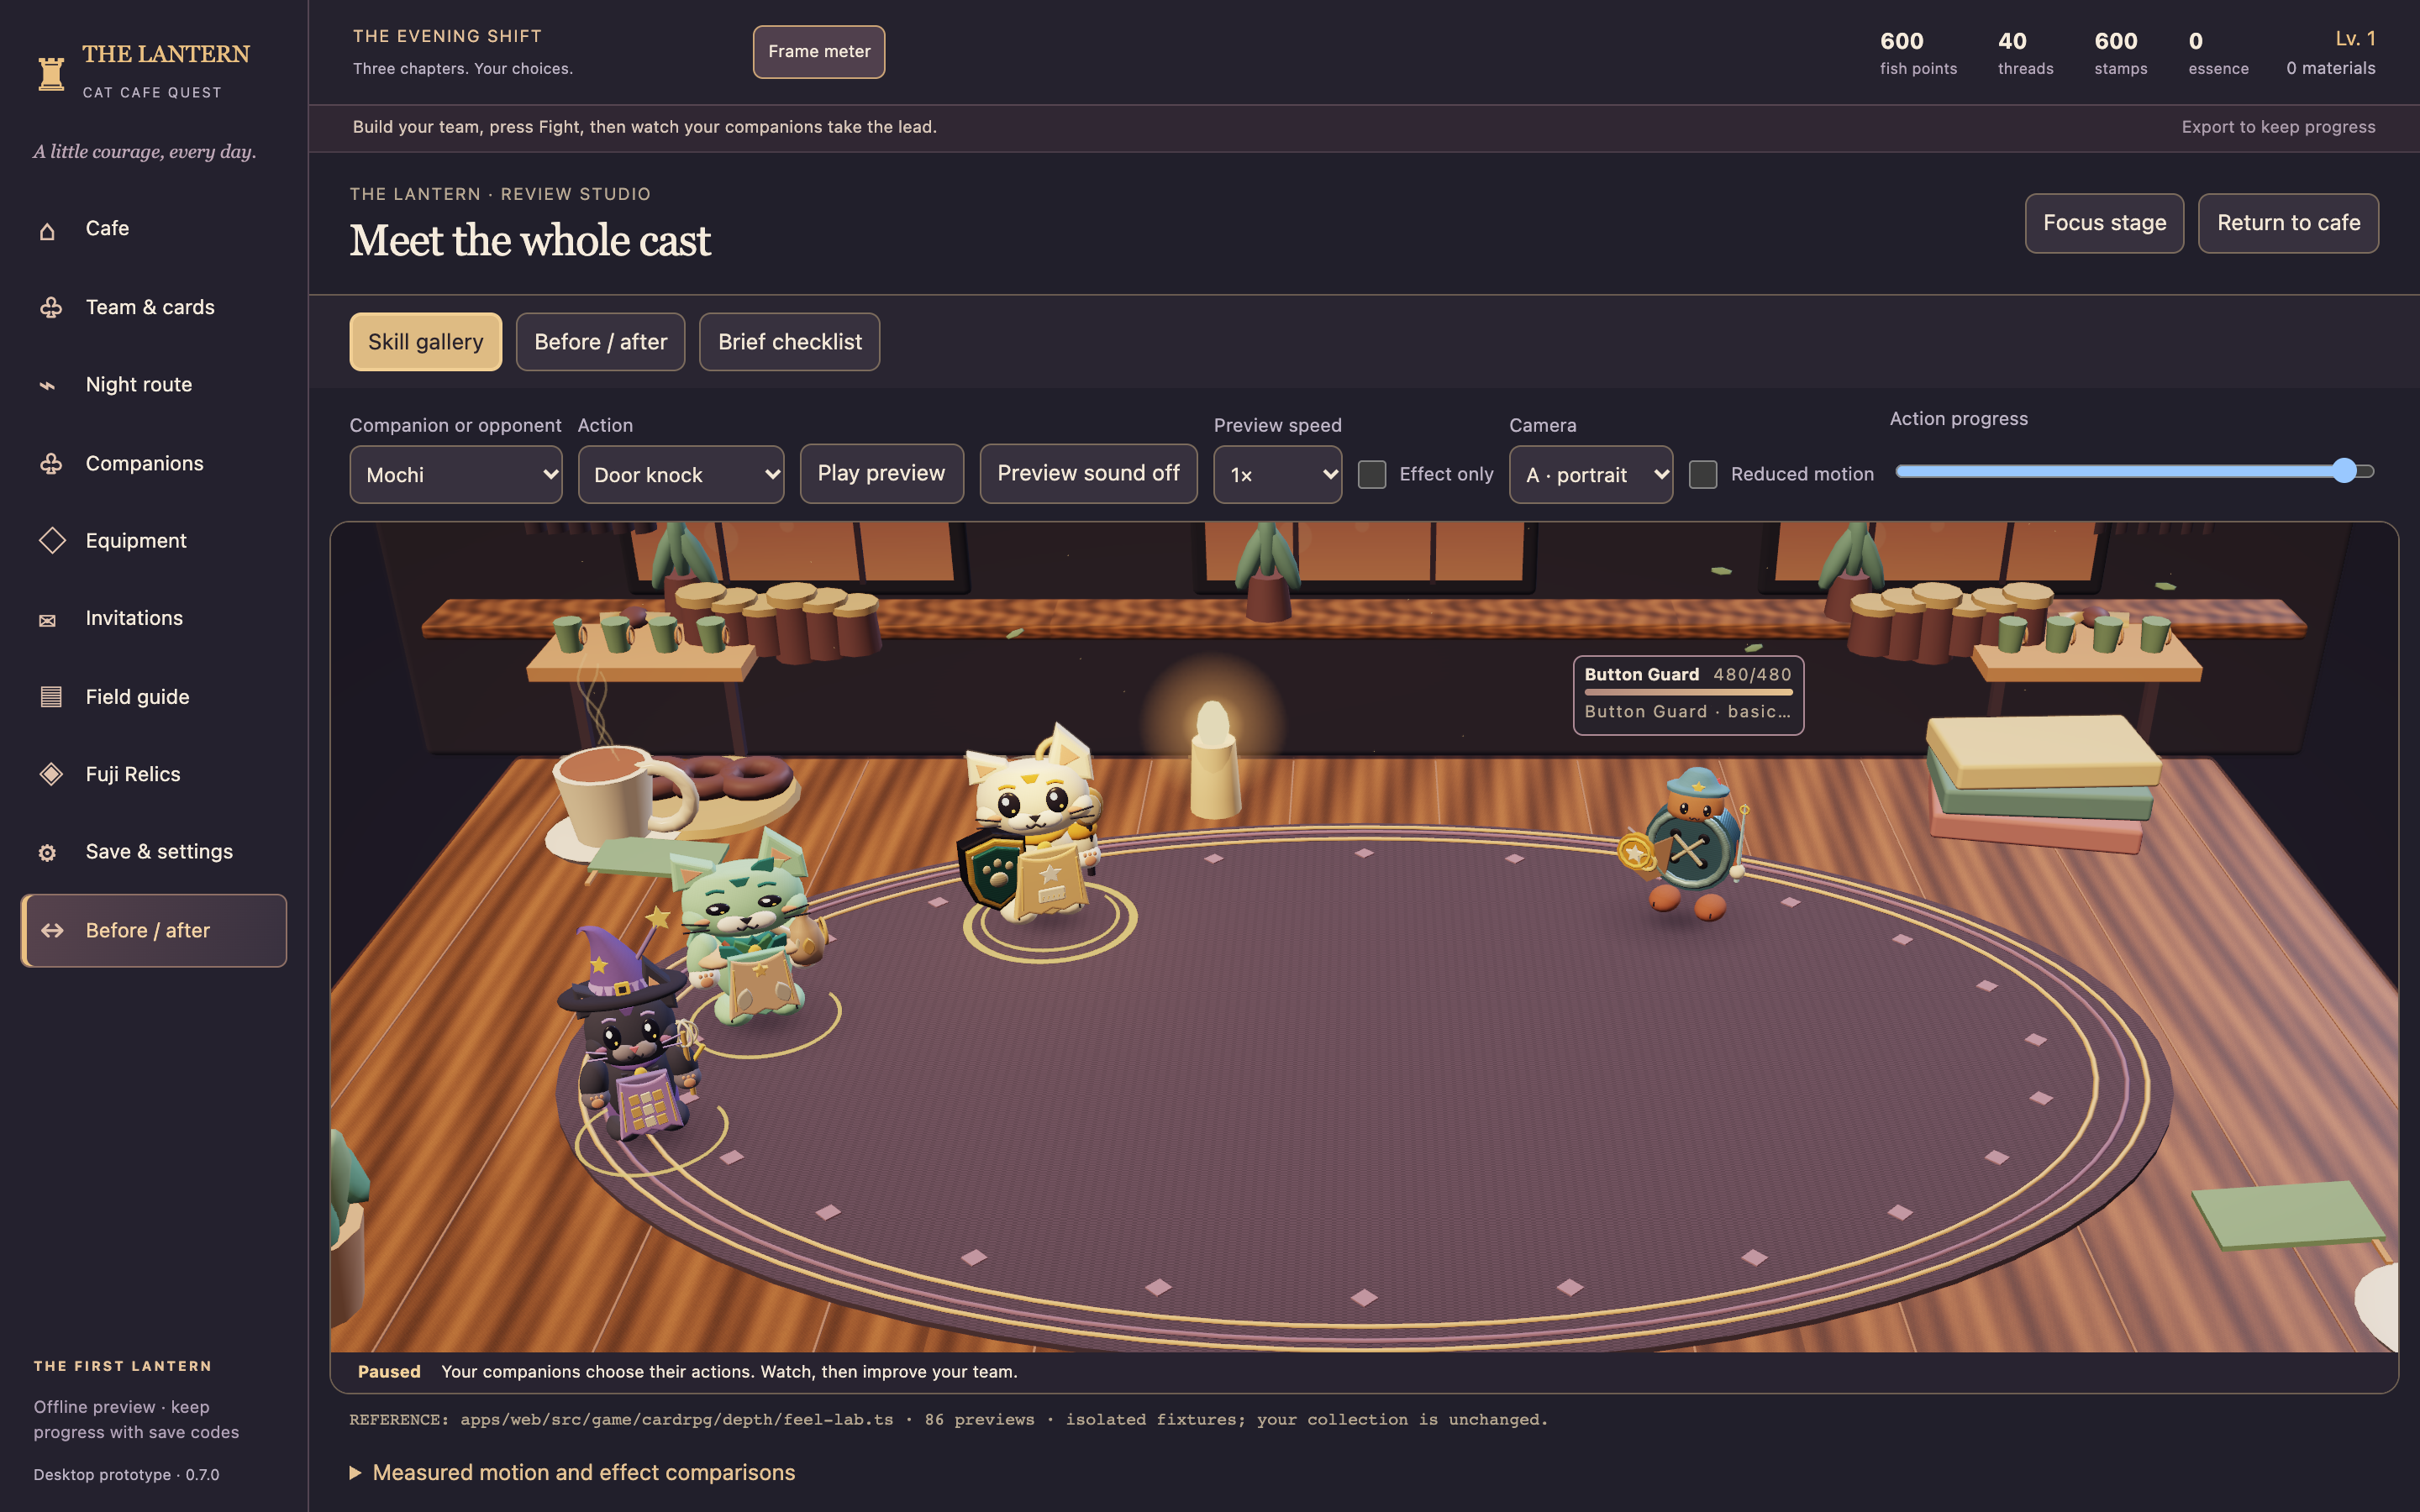 THE LANTERN
CAT CAFE QUEST
A little courage, every day.
Cafe
Team & cards
Night route
Companions
Equipment
Invitations
Field guide
Fuji Relics
Save & settings
Before / after
THE FIRST LANTERN
Offline preview · keep
progress with save codes
Desktop prototype · 0.7.0
THE EVENING SHIFT
Three chapters. Your choices.
Frame meter
600 fish points
40 threads
600 stamps
0 essence
Lv. 1
0 materials
Build your team, press Fight, then watch your companions take the lead.
Export to keep progress
THE LANTERN · REVIEW STUDIO
Meet the whole cast
Focus stage
Return to cafe
Skill gallery
Before / after
Brief checklist
Companion or opponent
Mochi
Action
Door knock
Play preview
Preview sound off
Preview speed
1x
Effect only
Camera
A · portrait
Reduced motion
Action progress
Button Guard 480/480
Button Guard · basic…
Paused Your companions choose their actions. Watch, then improve your team.
REFERENCE: apps/web/src/game/cardrpg/depth/feel-lab.ts · 86 previews · isolated fixtures; your collection is unchanged.
Measured motion and effect comparisons